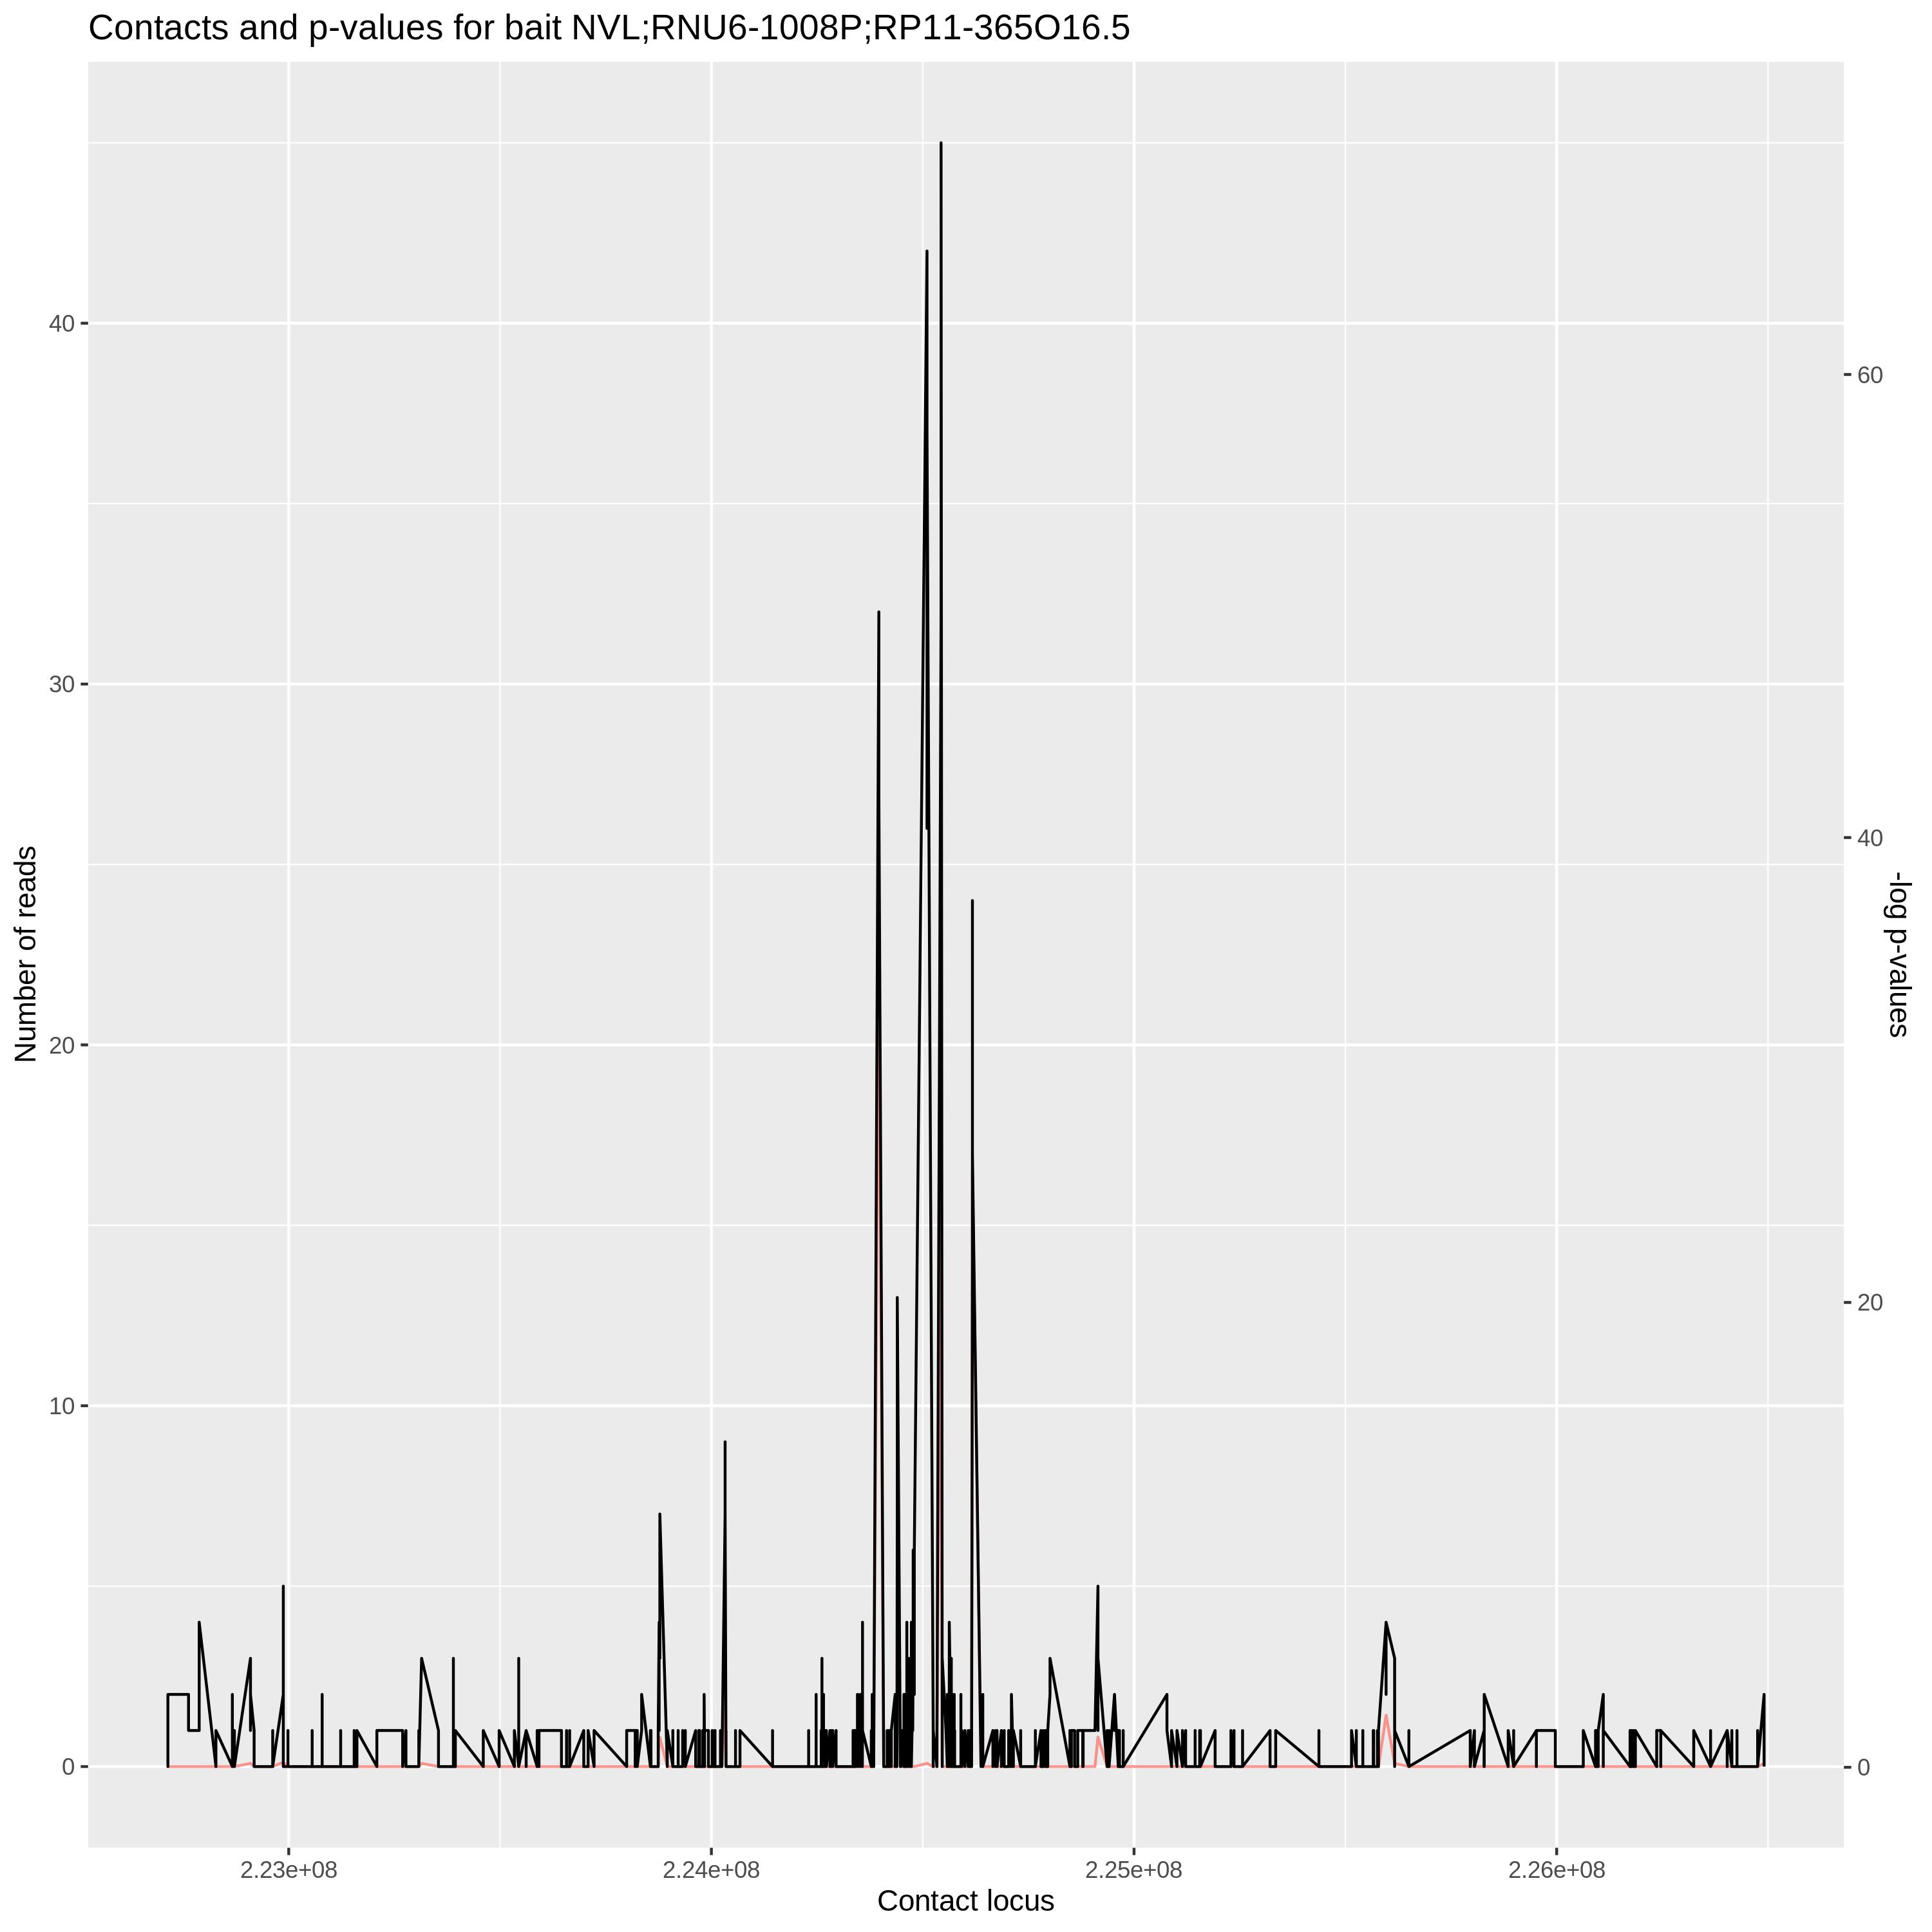 Contacts and p-values for bait NVL;RNU6-1008P;RP11-365O16.5
Number of reads
40
30
20
10
0
60
40
20
0
-log p-values
2.23e+08
2.24e+08
2.25e+08
2.26e+08
Contact locus